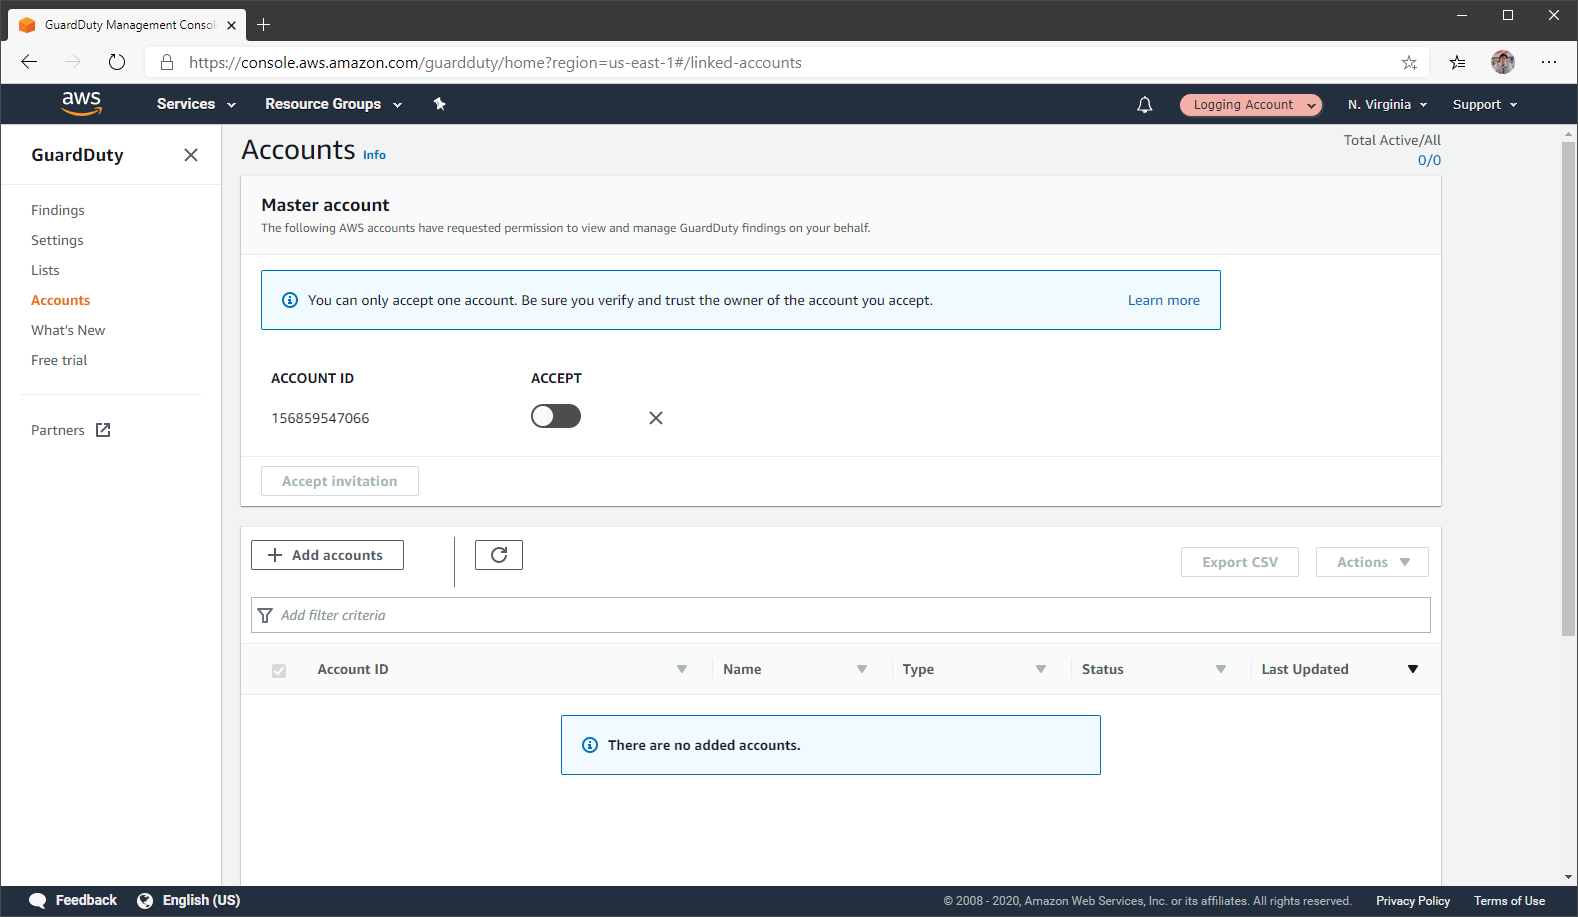 GuardDuty Management Consol
https://console.aws.amazon.com/guardduty/home?region=us-east-1#/linked-accounts
aws Services Resource Groups Logging Account N. Virginia Support
GuardDuty
Findings
Settings
Lists
Accounts
What's New
Free trial
Partners
Accounts Info
Total Active/All
0/0
Master account
The following AWS accounts have requested permission to view and manage GuardDuty findings on your behalf.
You can only accept one account. Be sure you verify and trust the owner of the account you accept. Learn more
ACCOUNT ID ACCEPT
156859547066
Accept invitation
Add accounts Export CSV Actions
Add filter criteria
Account ID Name Type Status Last Updated
There are no added accounts.
Feedback English (US) © 2008 - 2020, Amazon Web Services, Inc. or its affiliates. All rights reserved. Privacy Policy Terms of Use